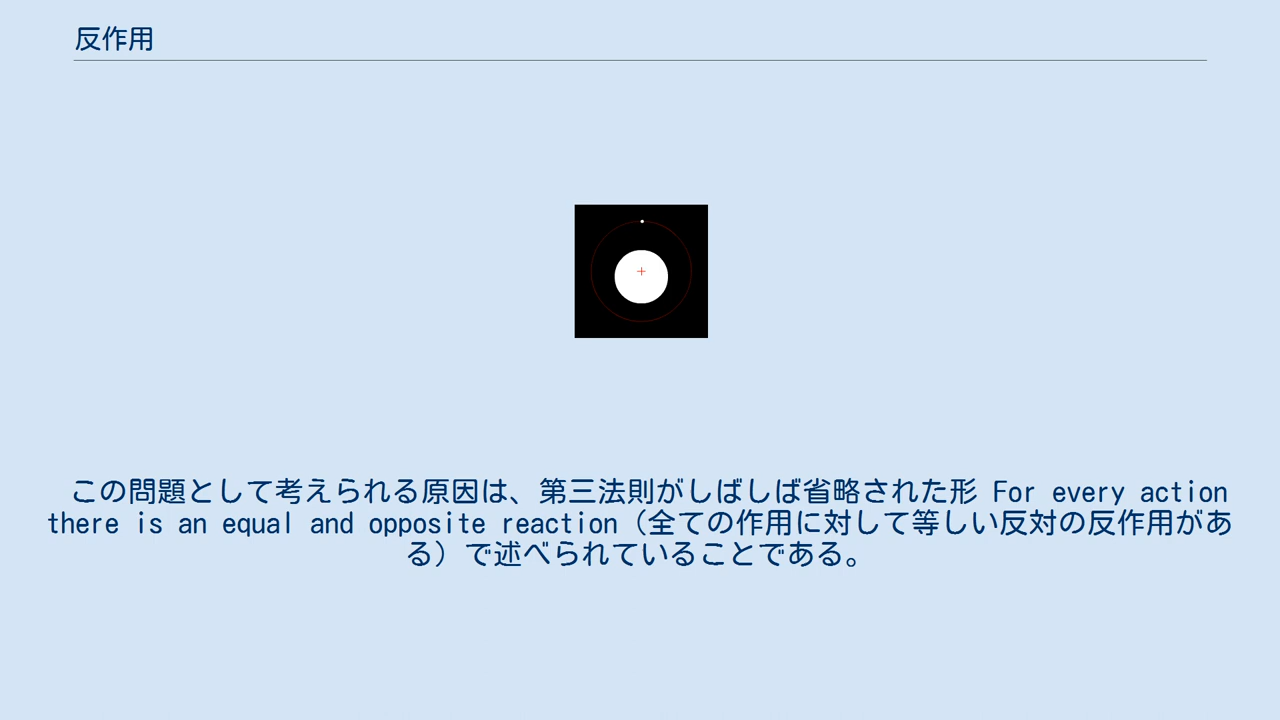 反作用
この問題として考えられる原因は、第三法則がしばしば省略された形 For every action
there is an equal and opposite reaction（全ての作用に対して等しい反対の反作用があ
る）で述べられていることである。